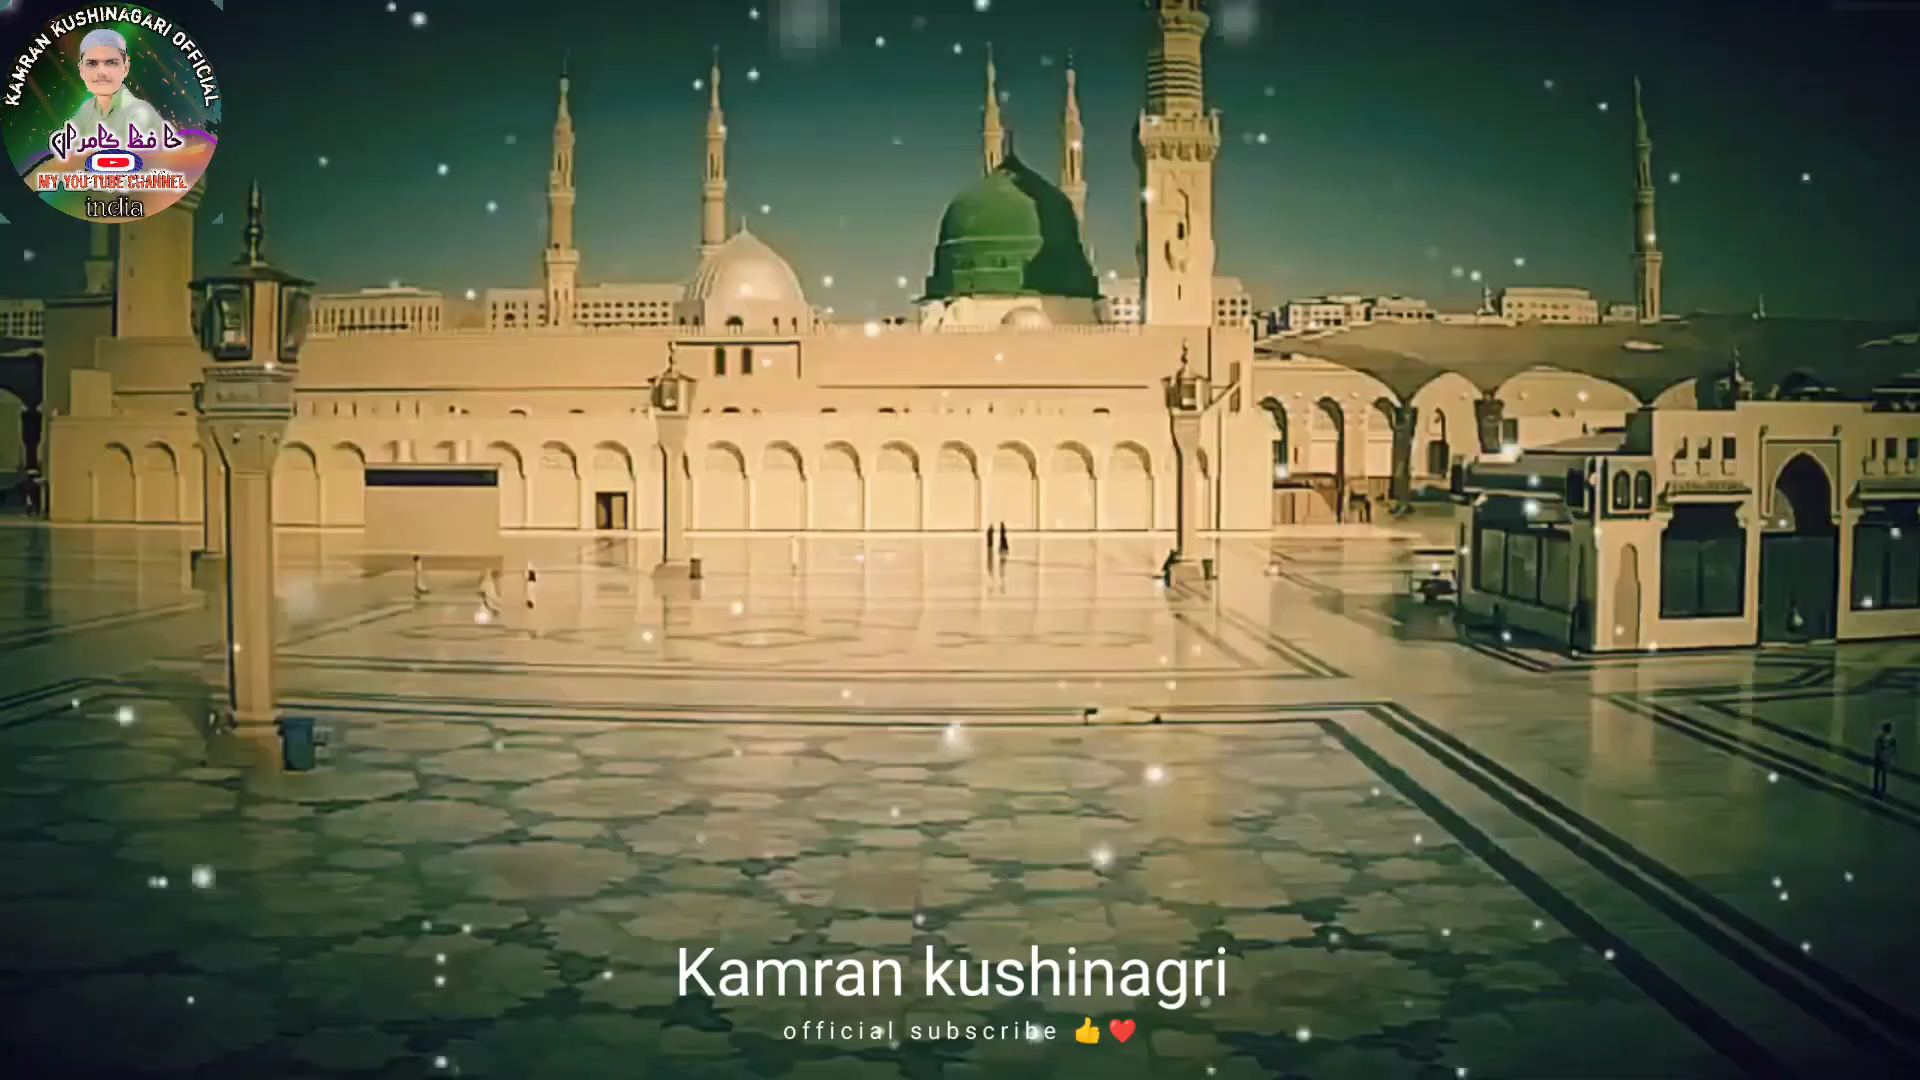 KAMRAN KUSHINAGARI OFFICIAL
حافظ کامران
MY YOU TUBE CHANNEL
india
Kamran kushinagri
official subscribe 👍❤️